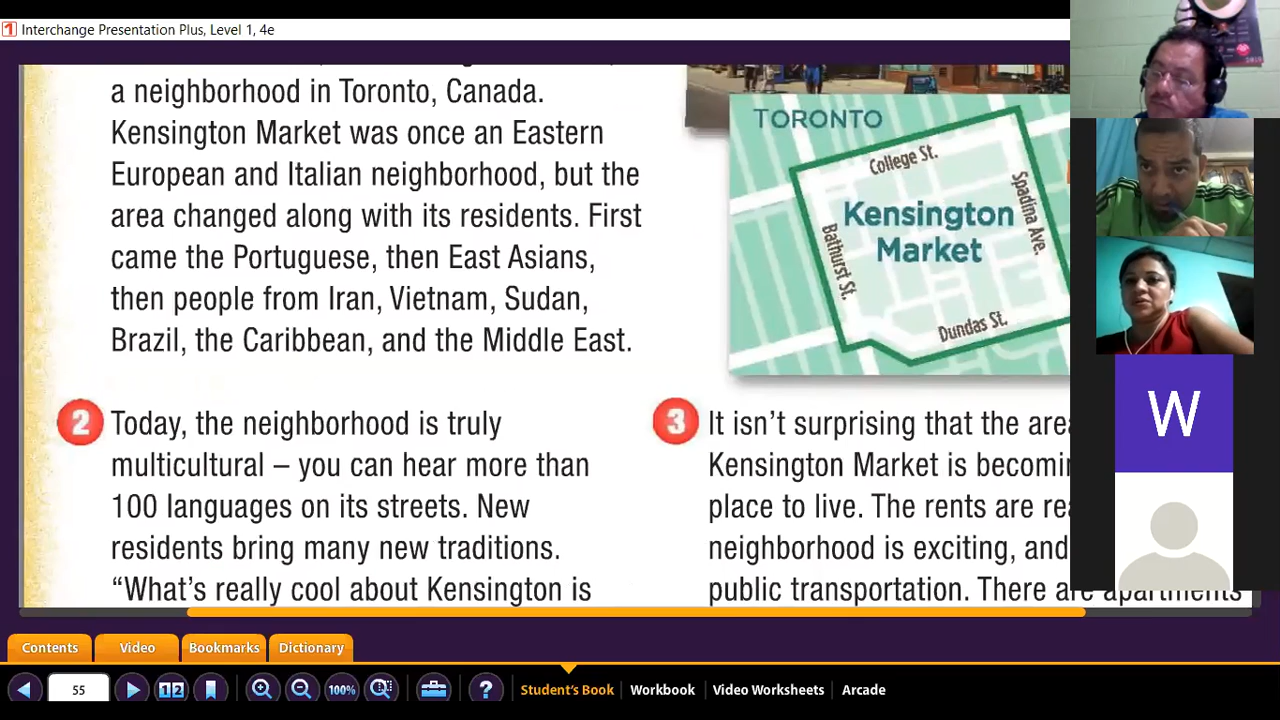 Interchange Presentation Plus, Level 1, 4e
a neighborhood in Toronto, Canada.
Kensington Market was once an Eastern
European and Italian neighborhood, but the
area changed along with its residents. First
came the Portuguese, then East Asians,
then people from Iran, Vietnam, Sudan,
Brazil, the Caribbean, and the Middle East.
TORONTO
College St.
Spadina Ave.
Kensington
Market
Bathurst St.
Dundas St.
2 Today, the neighborhood is truly
multicultural – you can hear more than
100 languages on its streets. New
residents bring many new traditions.
“What’s really cool about Kensington is
3 It isn’t surprising that the area
Kensington Market is
place to live. The rents are
neighborhood is exciting, and
public transportation. There are apartments
W
Contents
Video
Bookmarks
Dictionary
55
1 2
100%
?
Student's Book
Workbook
Video Worksheets
Arcade